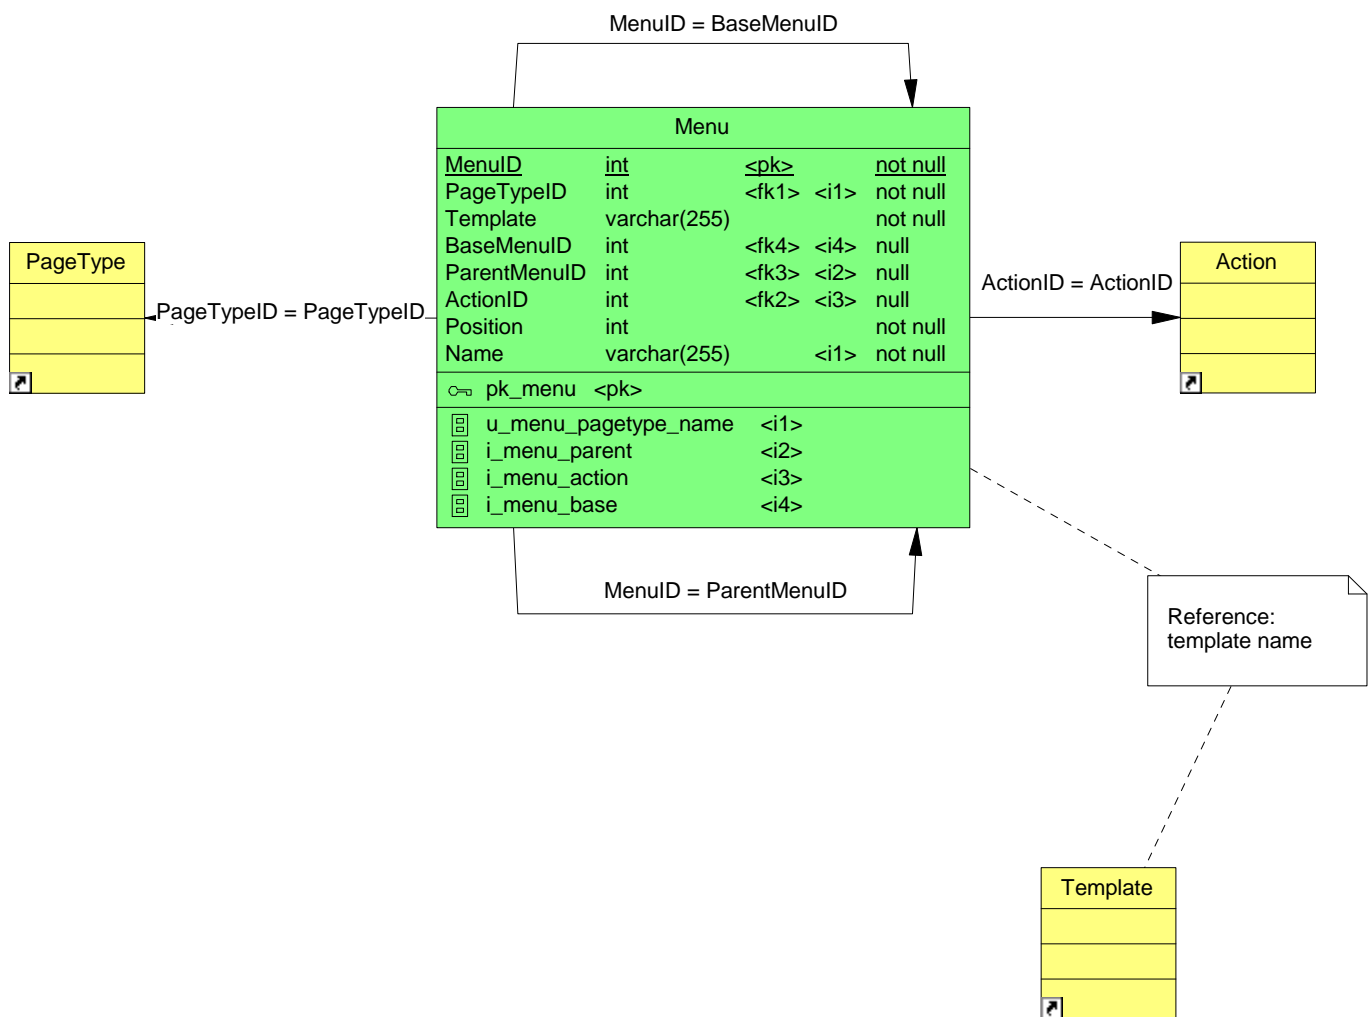 MenuID = BaseMenuID
Menu
MenuID int <pk> not null
PageTypeID int <fk1> <i1> not null
Template varchar(255) not null
BaseMenuID int <fk4> <i4> null
ParentMenuID int <fk3> <i2> null
ActionID int <fk2> <i3> null
Position int not null
Name varchar(255) <i1> not null
pk_menu <pk>
u_menu_pagetype_name <i1>
i_menu_parent <i2>
i_menu_action <i3>
i_menu_base <i4>
PageType
PageTypeID = PageTypeID
ActionID = ActionID
Action
MenuID = ParentMenuID
Reference:
template name
Template